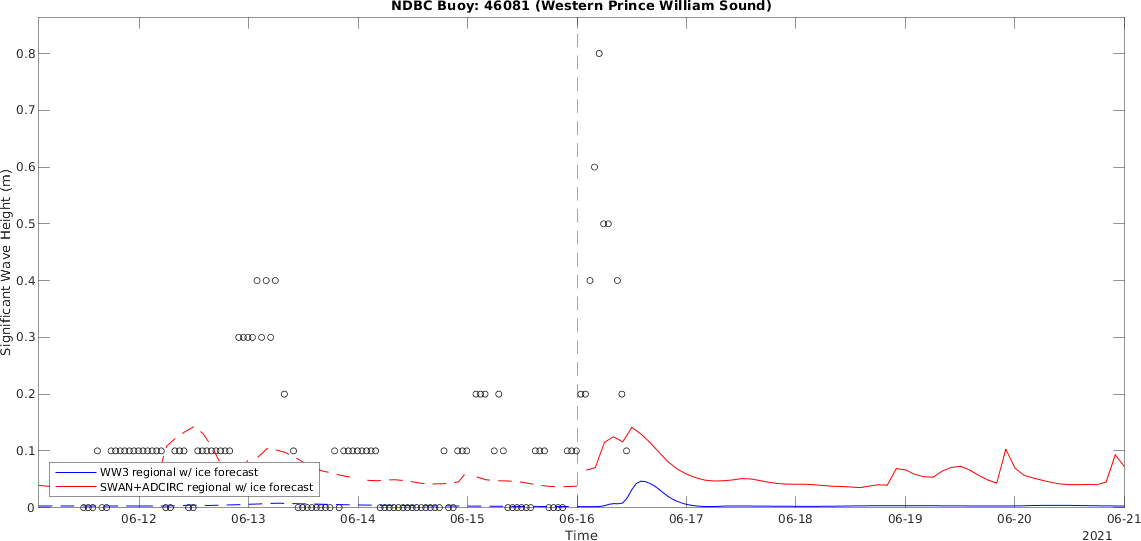 NDBC Buoy: 46081 (Western Prince William Sound)
Significant Wave Height (m)
0.8
0.7
0.6
0.5
0.4
0.3
0.2
0.1
0
WW3 regional w/ ice forecast
SWAN+ADCIRC regional w/ ice forecast
06-12 06-13 06-14 06-15 06-16 06-17 06-18 06-19 06-20 06-21
Time
2021